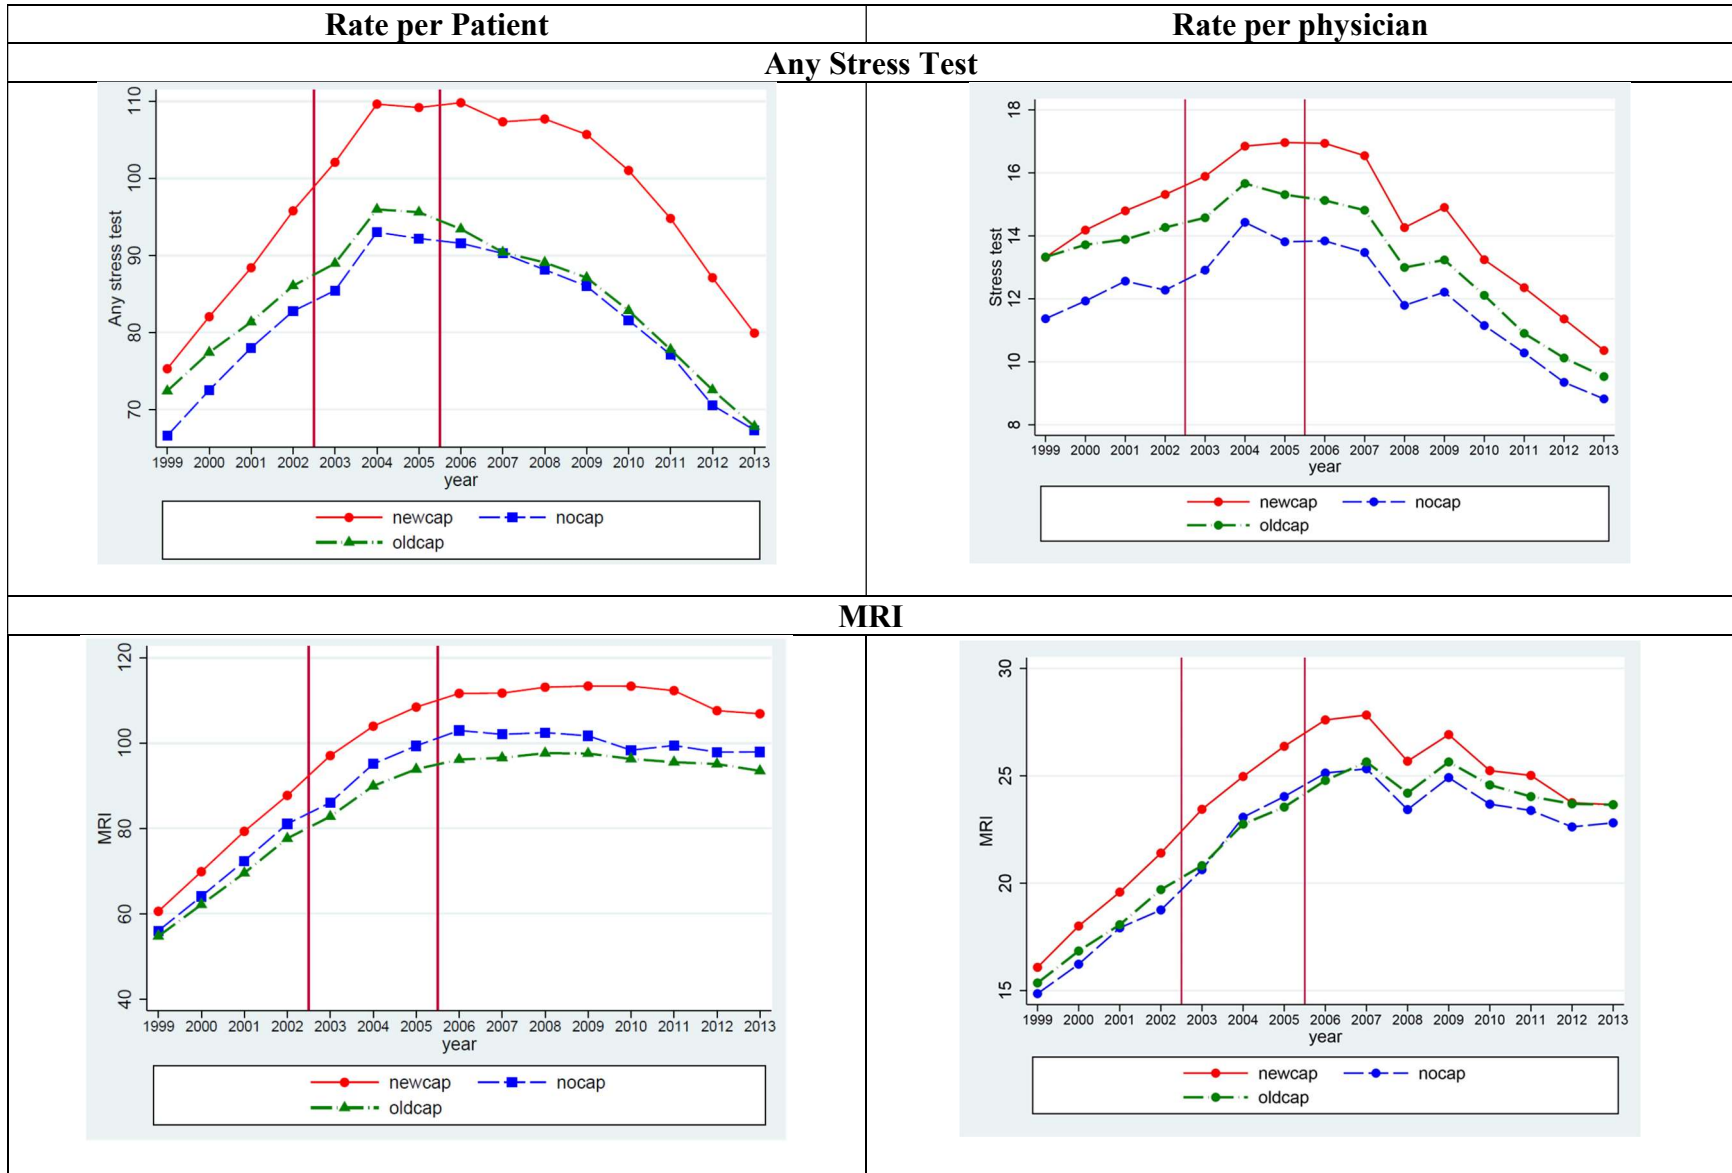 Rate per Patient
Rate per physician
Any Stress Test
110
100
90
80
70
Any stress test
1999 2000 2001 2002 2003 2004 2005 2006 2007 2008 2009 2010 2011 2012 2013
year
newcap nocap
oldcap
18
16
14
12
10
8
Stress test
1999 2000 2001 2002 2003 2004 2005 2006 2007 2008 2009 2010 2011 2012 2013
year
newcap nocap
oldcap
MRI
120
100
80
60
40
MRI
1999 2000 2001 2002 2003 2004 2005 2006 2007 2008 2009 2010 2011 2012 2013
year
newcap nocap
oldcap
30
25
20
15
MRI
1999 2000 2001 2002 2003 2004 2005 2006 2007 2008 2009 2010 2011 2012 2013
year
newcap nocap
oldcap